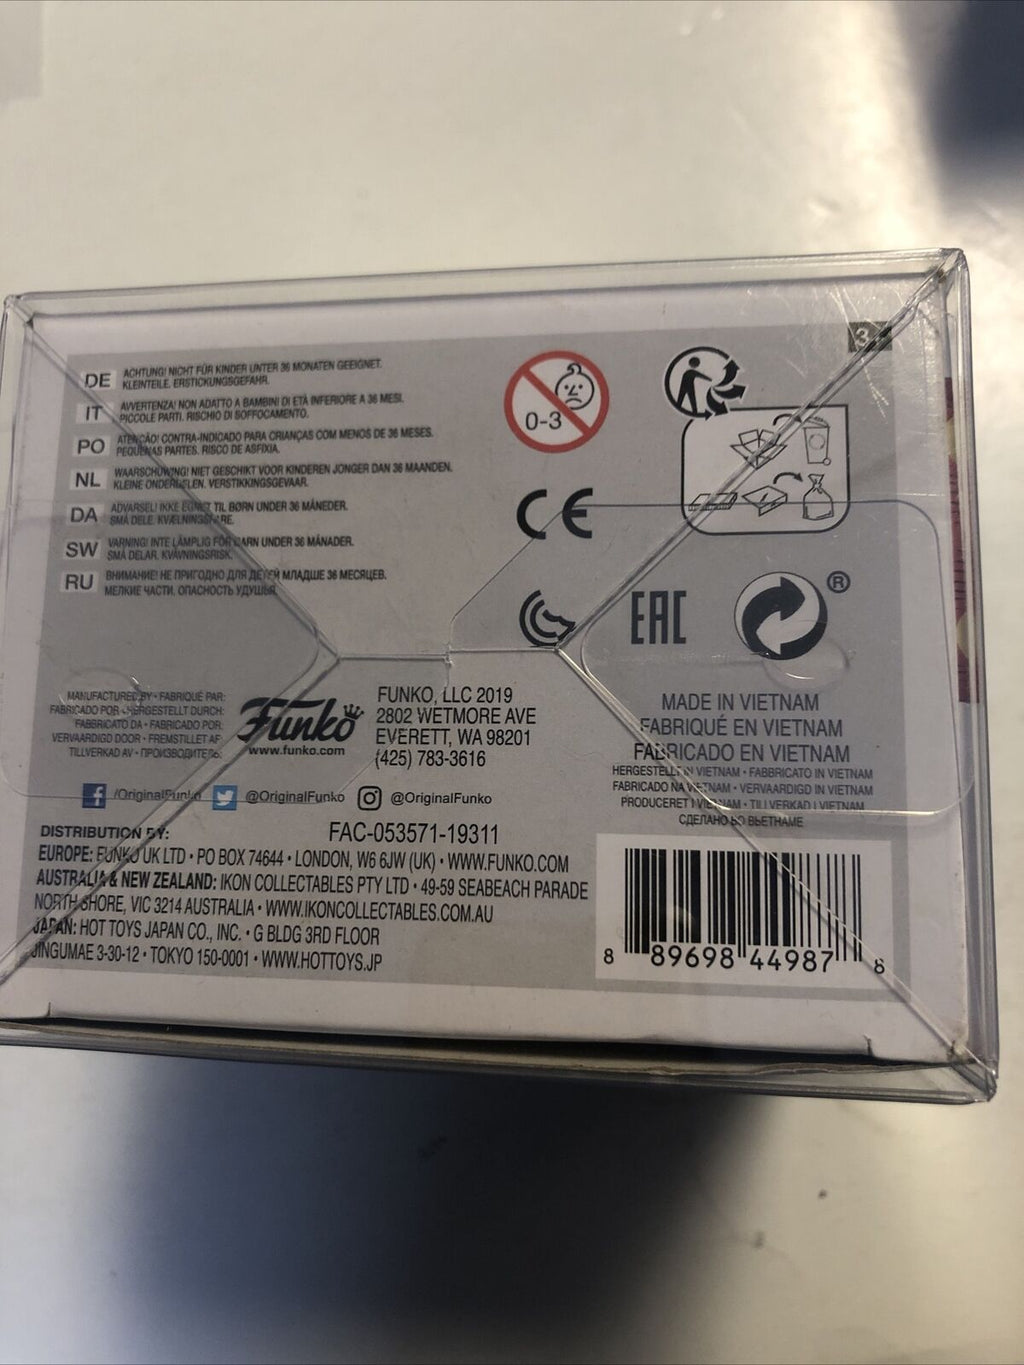 3+
DE ACHTUNG! NICHT FÜR KINDER UNTER 36 MONATEN GEEIGNET.
KLEINTEILE. ERSTICKUNGSGEFAHR.
IT AVVERTENZA! NON ADATTO A BAMBINI DI ETÀ INFERIORE A 36 MESI.
PICCOLE PARTI. RISCHIO DI SOFFOCAMENTO.
PO ATENÇÃO! CONTRA-INDICADO PARA CRIANÇAS COM MENOS DE 36 MESES.
PEQUENAS PARTES. RISCO DE ASFIXIA.
NL WAARSCHUWING! NIET GESCHIKT VOOR KINDEREN JONGER DAN 36 MAANDEN.
KLEINE ONDERDELEN. VERSTIKKINGSGEVAAR.
DA ADVARSEL! IKKE EGNET TIL BØRN UNDER 36 MÅNEDER.
SMÅ DELE. KVÆLNINGSFARE.
SW VARNING! INTE LÄMPLIG FÖR BARN UNDER 36 MÅNADER.
SMÅ DELAR. KVÄVNINGSRISK.
RU ВНИМАНИЕ! НЕ ПРИГОДНО ДЛЯ ДЕТЕЙ МЛАДШЕ 36 МЕСЯЦЕВ.
МЕЛКИЕ ЧАСТИ. ОПАСНОСТЬ УДУШЬЯ.
0-3
CE
EAC
®
MANUFACTURED BY • FABRIQUÉ PAR:
FABRICADO POR • HERGESTELLT DURCH:
FABBRICATO DA • FABRICADO POR:
VERVAARDIGD DOOR • FREMSTILLET AF:
TILLVERKAD AV • ПРОИЗВОДИТЕЛЬ:
Funko
www.funko.com
FUNKO, LLC 2019
2802 WETMORE AVE
EVERETT, WA 98201
(425) 783-3616
MADE IN VIETNAM
FABRIQUÉ EN VIETNAM
FABRICADO EN VIETNAM
HERGESTELLT IN VIETNAM • FABBRICATO IN VIETNAM
FABRICADO NA VIETNAM • VERVAARDIGD IN VIETNAM
PRODUCERET I VIETNAM • TILLVERKAD I VIETNAM
СДЕЛАНО ВО ВЬЕТНАМЕ
/OriginalFunko @OriginalFunko @OriginalFunko
FAC-053571-19311
DISTRIBUTION BY:
EUROPE: FUNKO UK LTD • PO BOX 74644 • LONDON, W6 6JW (UK) • WWW.FUNKO.COM
AUSTRALIA & NEW ZEALAND: IKON COLLECTABLES PTY LTD • 49-59 SEABEACH PARADE
NORTH SHORE, VIC 3214 AUSTRALIA • WWW.IKONCOLLECTABLES.COM.AU
JAPAN: HOT TOYS JAPAN CO., INC. • G BLDG 3RD FLOOR
JINGUMAE 3-30-12 • TOKYO 150-0001 • WWW.HOTTOYS.JP
8 89698 44987 8